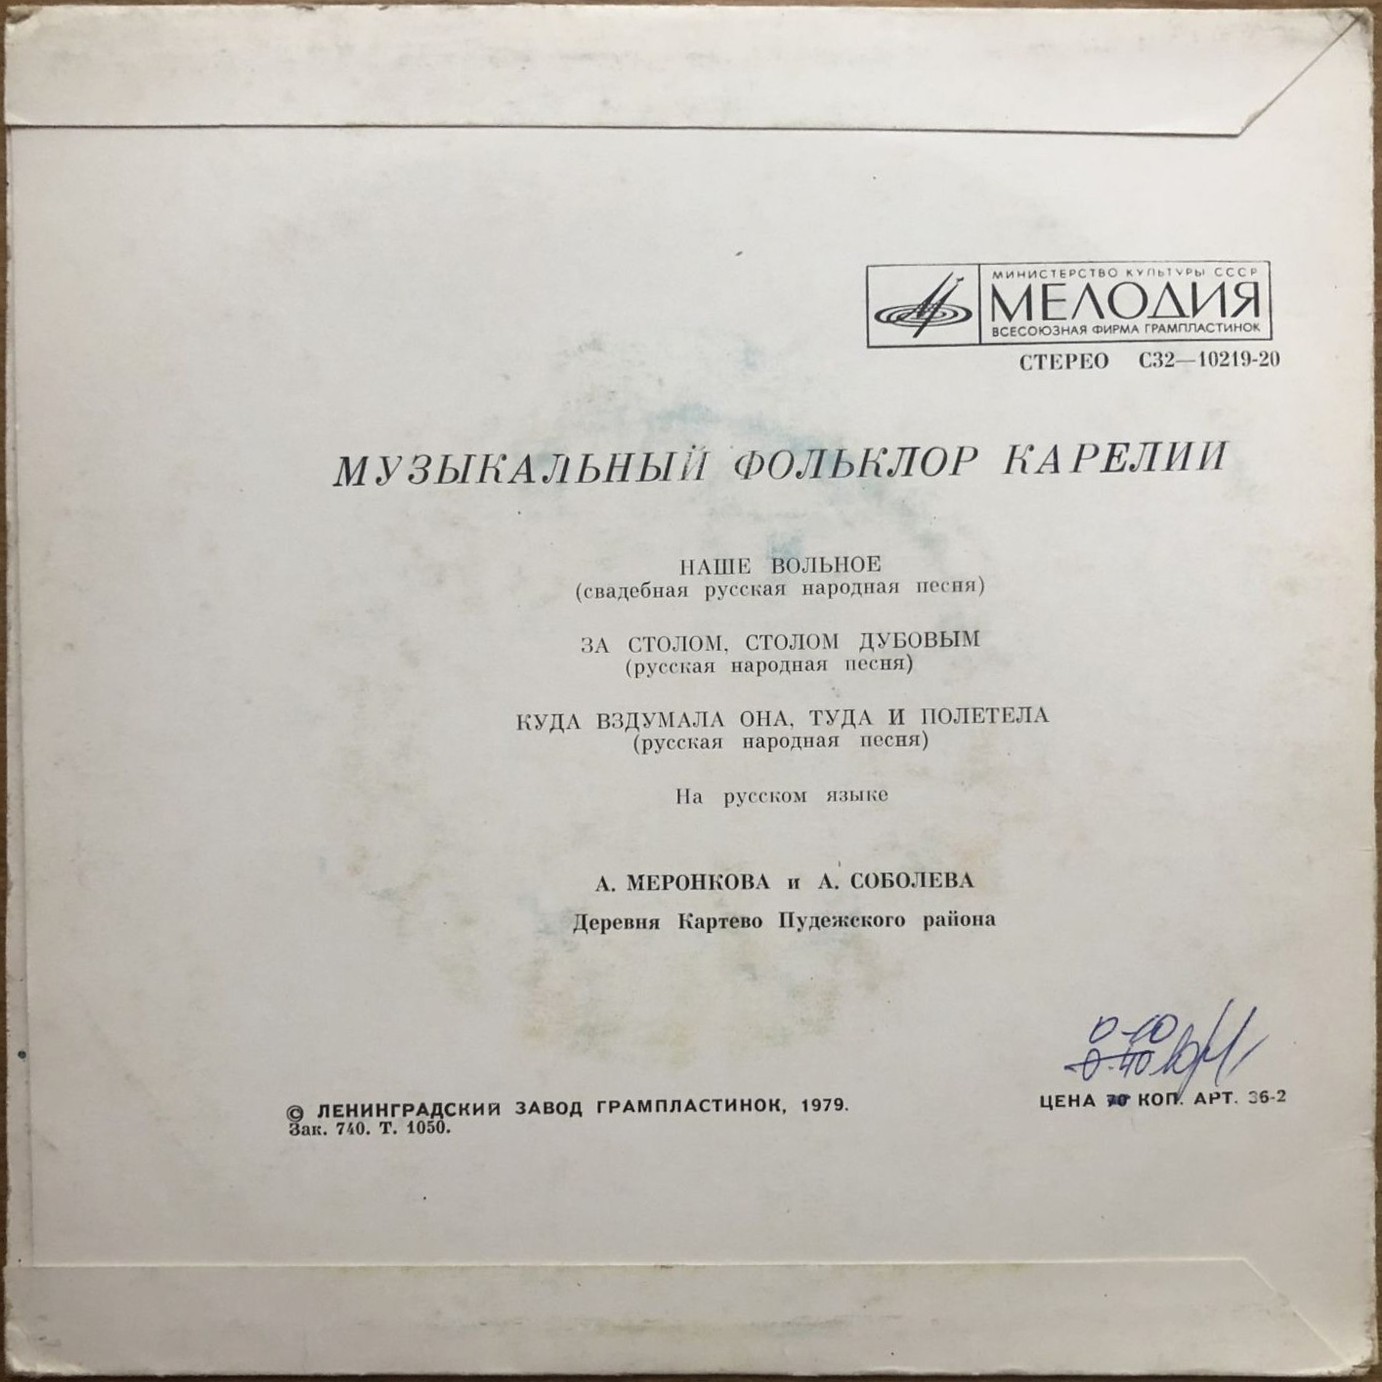 МИНИСТЕРСТВО КУЛЬТУРЫ СССР
МЕЛОДИЯ
ВСЕСОЮЗНАЯ ФИРМА ГРАМПЛАСТИНОК
СТЕРЕО С32—10219-20
МУЗЫКАЛЬНЫЙ ФОЛЬКЛОР КАРЕЛИИ
НАШЕ ВОЛЬНОЕ
(свадебная русская народная песня)
ЗА СТОЛОМ, СТОЛОМ ДУБОВЫМ
(русская народная песня)
КУДА ВЗДУМАЛА ОНА, ТУДА И ПОЛЕТЕЛА
(русская народная песня)
На русском языке
А. МЕРОНКОВА и А. СОБОЛЕВА
Деревня Картево Пудежского района
0-10
0-40
© ЛЕНИНГРАДСКИЙ ЗАВОД ГРАМПЛАСТИНОК, 1979.
Зак. 740. Т. 1050.
ЦЕНА 70 КОП. АРТ. 36-2